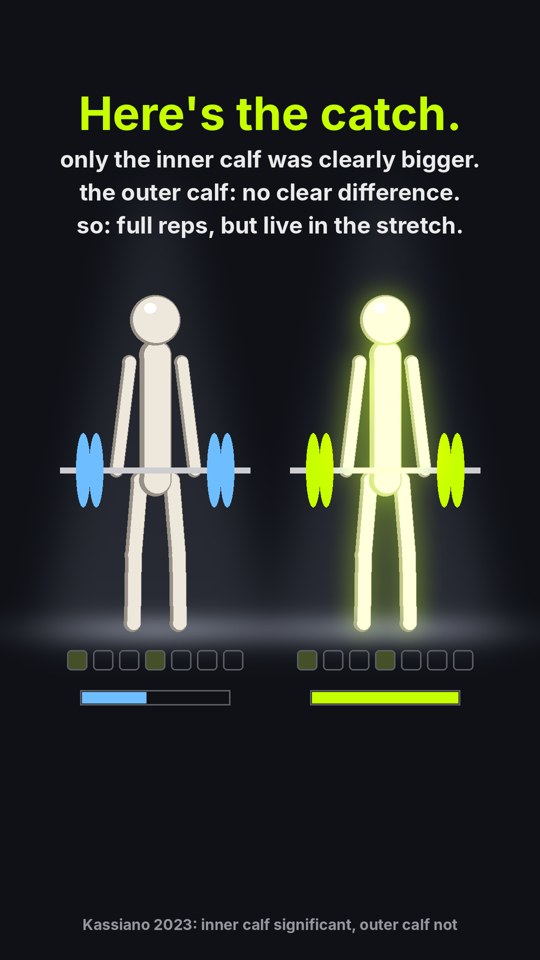 Here's the catch.
only the inner calf was clearly bigger.
the outer calf: no clear difference.
so: full reps, but live in the stretch.
Kassiano 2023: inner calf significant, outer calf not